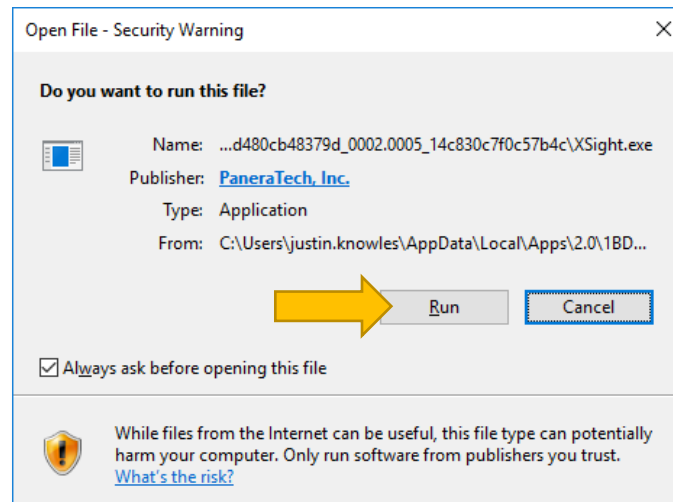 Open File - Security Warning
Do you want to run this file?
Name: ...d480cb48379d_0002.0005_14c830c7f0c57b4c\XSight.exe
Publisher: PaneraTech, Inc.
Type: Application
From: C:\Users\justin.knowles\AppData\Local\Apps\2.0\1BD...
Run Cancel
Always ask before opening this file
While files from the Internet can be useful, this file type can potentially
harm your computer. Only run software from publishers you trust.
What's the risk?